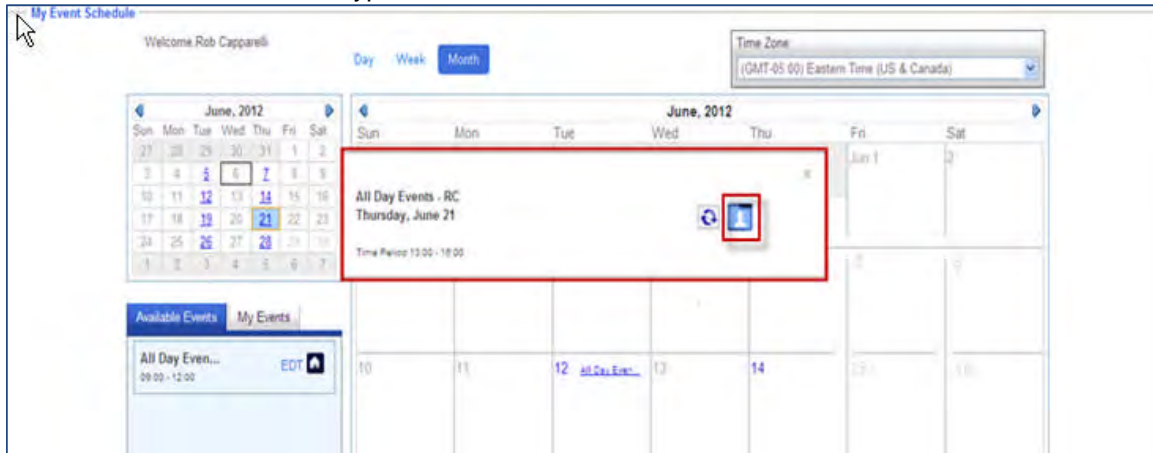 My Event Schedule
Welcome Rob Capparelli
Day Week Month
Time Zone
(GMT-05:00) Eastern Time (US & Canada)
June, 2012
Sun Mon Tue Wed Thu Fri Sat
27 28 29 30 31 1 2
3 4 5 6 7 8 9
10 11 12 13 14 15 16
17 18 19 20 21 22 23
24 25 26 27 28 29 30
1 2 3 4 5 6 7
Available Events My Events
All Day Even...
EDT
09:00 - 12:00
June, 2012
Sun Mon Tue Wed Thu Fri Sat
Jun 1 2
x
All Day Events - RC
Thursday, June 21
Time Period 13:00 - 16:00
10 11 12 All Day Even... 13 14